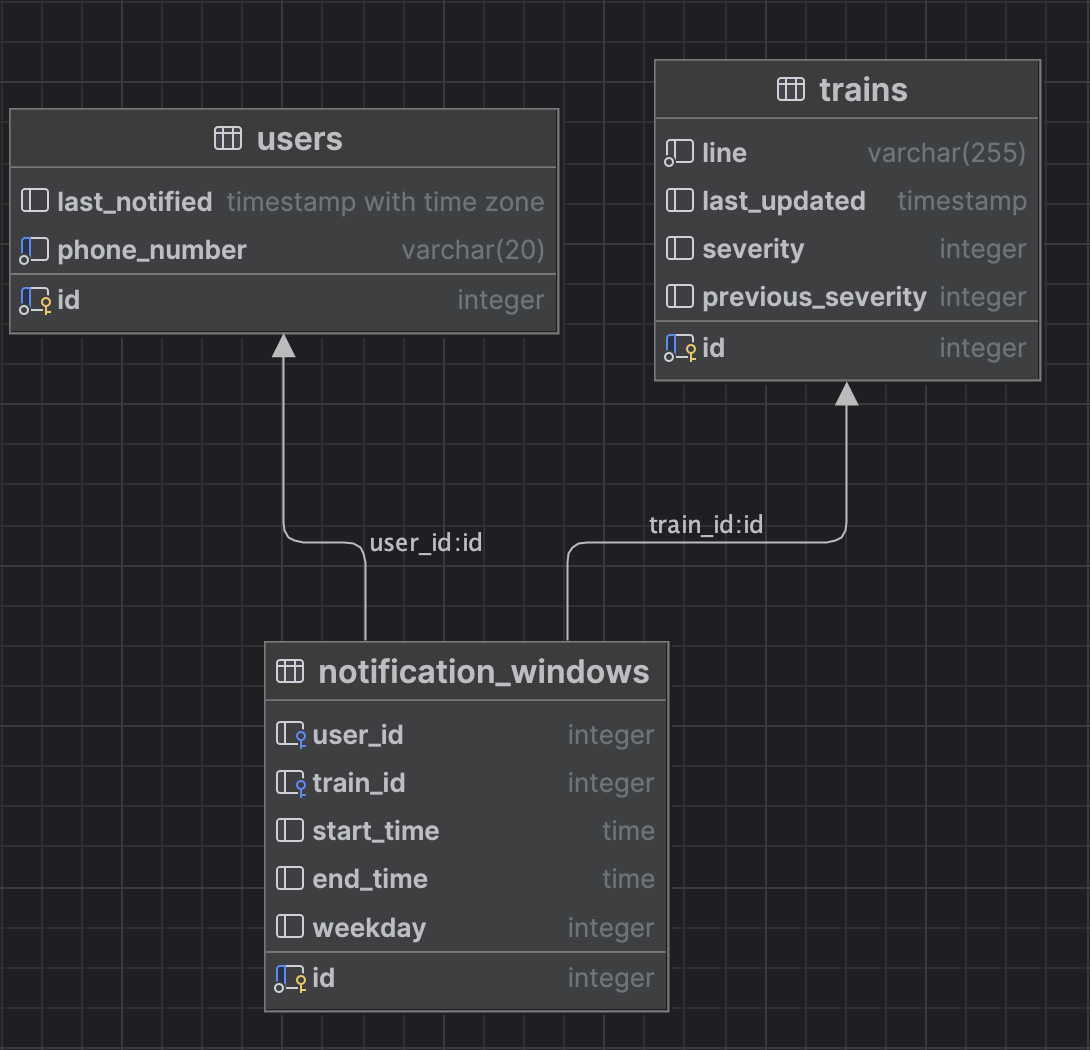 users
last_notified timestamp with time zone
phone_number varchar(20)
id integer
trains
line varchar(255)
last_updated timestamp
severity integer
previous_severity integer
id integer
user_id:id
train_id:id
notification_windows
user_id integer
train_id integer
start_time time
end_time time
weekday integer
id integer